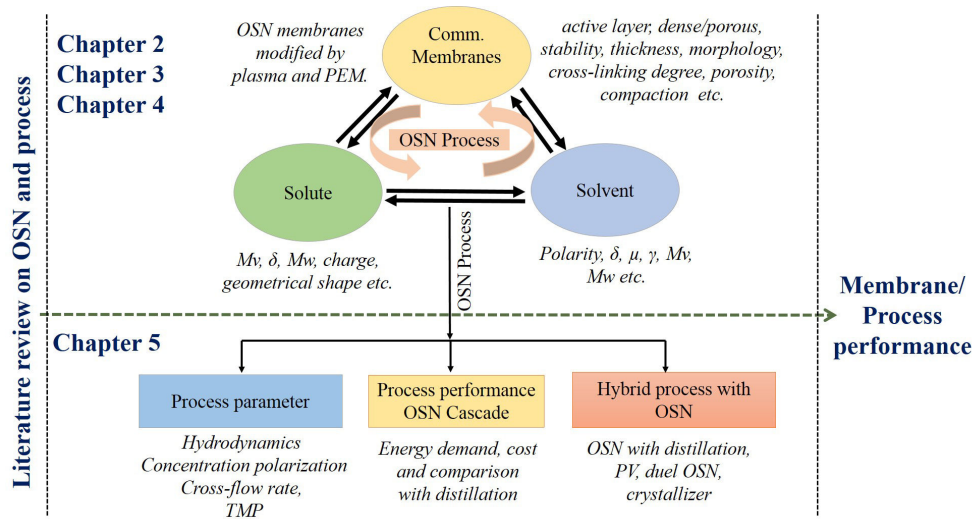 Literature review on OSN and process
Chapter 2
Chapter 3
Chapter 4
OSN membranes
modified by
plasma and PEM.
Comm.
Membranes
active layer, dense/porous,
stability, thickness, morphology,
cross-linking degree, porosity,
compaction etc.
OSN Process
Solute
Solvent
Mv, δ, Mw, charge,
geometrical shape etc.
OSN Process
Polarity, δ, μ, γ, Mv,
Mw etc.
Membrane/
Process
performance
Chapter 5
Process parameter
Hydrodynamics
Concentration polarization
Cross-flow rate,
TMP
Process performance
OSN Cascade
Energy demand, cost
and comparison
with distillation
Hybrid process with
OSN
OSN with distillation,
PV, duel OSN,
crystallizer